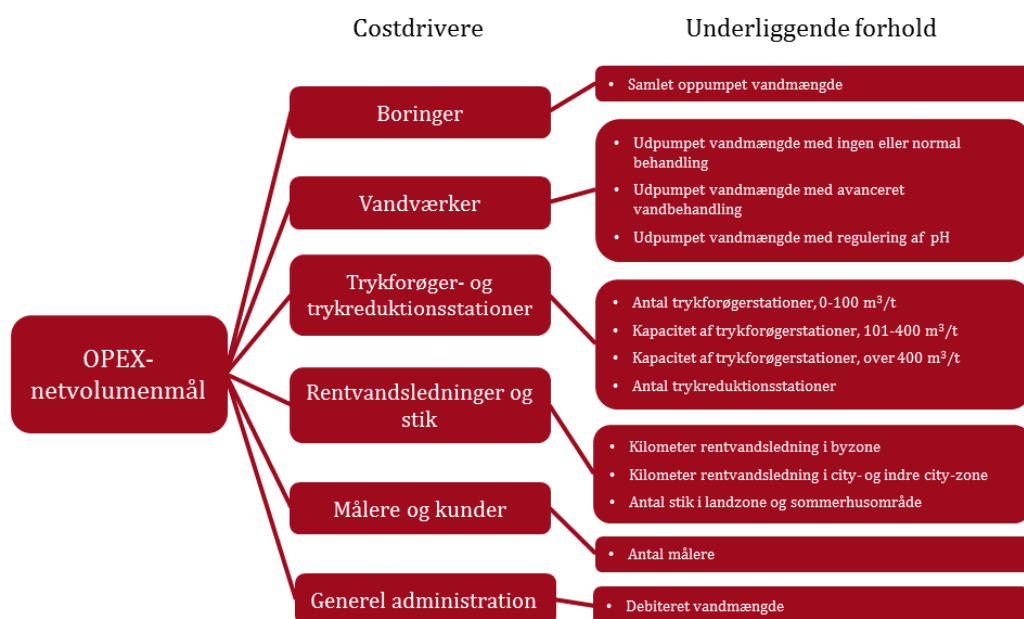 Costdrivere
Underliggende forhold
OPEX-
netvolumenmål
Boringer
• Samlet oppumpet vandmængde
Vandværker
• Udpumpet vandmængde med ingen eller normal
behandling
• Udpumpet vandmængde med avanceret
vandbehandling
• Udpumpet vandmængde med regulering af pH
Trykforøger- og
trykreduktionsstationer
• Antal trykforøgerstationer, 0-100 m³/t
• Kapacitet af trykforøgerstationer, 101-400 m³/t
• Kapacitet af trykforøgerstationer, over 400 m³/t
• Antal trykreduktionsstationer
Rentvandsledninger og
stik
• Kilometer rentvandsledning i byzone
• Kilometer rentvandsledning i city- og indre city-zone
• Antal stik i landzone og sommerhusområde
Målere og kunder
• Antal målere
Generel administration
• Debiteret vandmængde